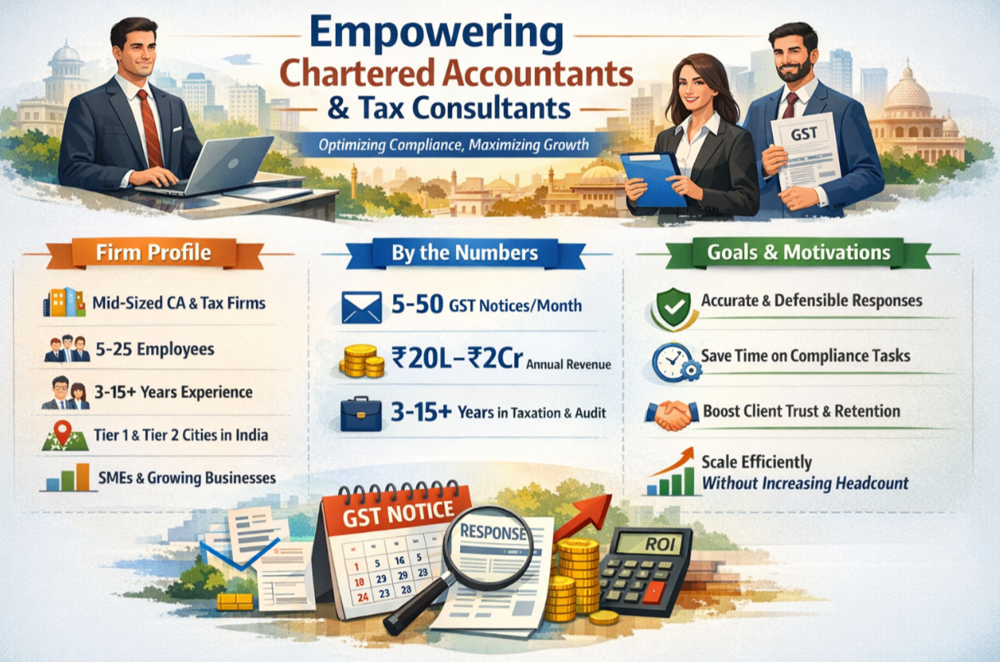 Empowering
Chartered Accountants
& Tax Consultants
Optimizing Compliance, Maximizing Growth
GST
Firm Profile
Mid-Sized CA & Tax Firms
5-25 Employees
3-15+ Years Experience
Tier 1 & Tier 2 Cities in India
SMEs & Growing Businesses
By the Numbers
5-50 GST Notices/Month
₹20L–₹2Cr Annual Revenue
3-15+ Years in Taxation & Audit
Goals & Motivations
Accurate & Defensible Responses
Save Time on Compliance Tasks
Boost Client Trust & Retention
Scale Efficiently
Without Increasing Headcount
GST NOTICE
1 5 16 5
18 29 29 29
24 23 28
RESPONSE
ROI